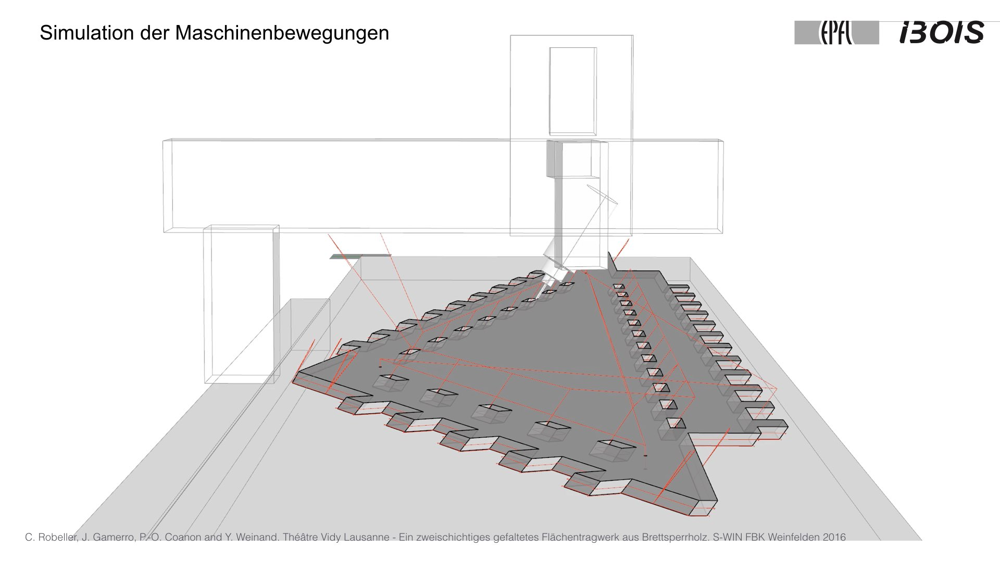 Simulation der Maschinenbewegungen
EPFL iBOIS
C. Robeller, J. Gamerro, P.-O. Coanon and Y. Weinand. Théâtre Vidy Lausanne - Ein zweischichtiges gefaltetes Flächentragwerk aus Brettsperrholz. S-WIN FBK Weinfelden 2016